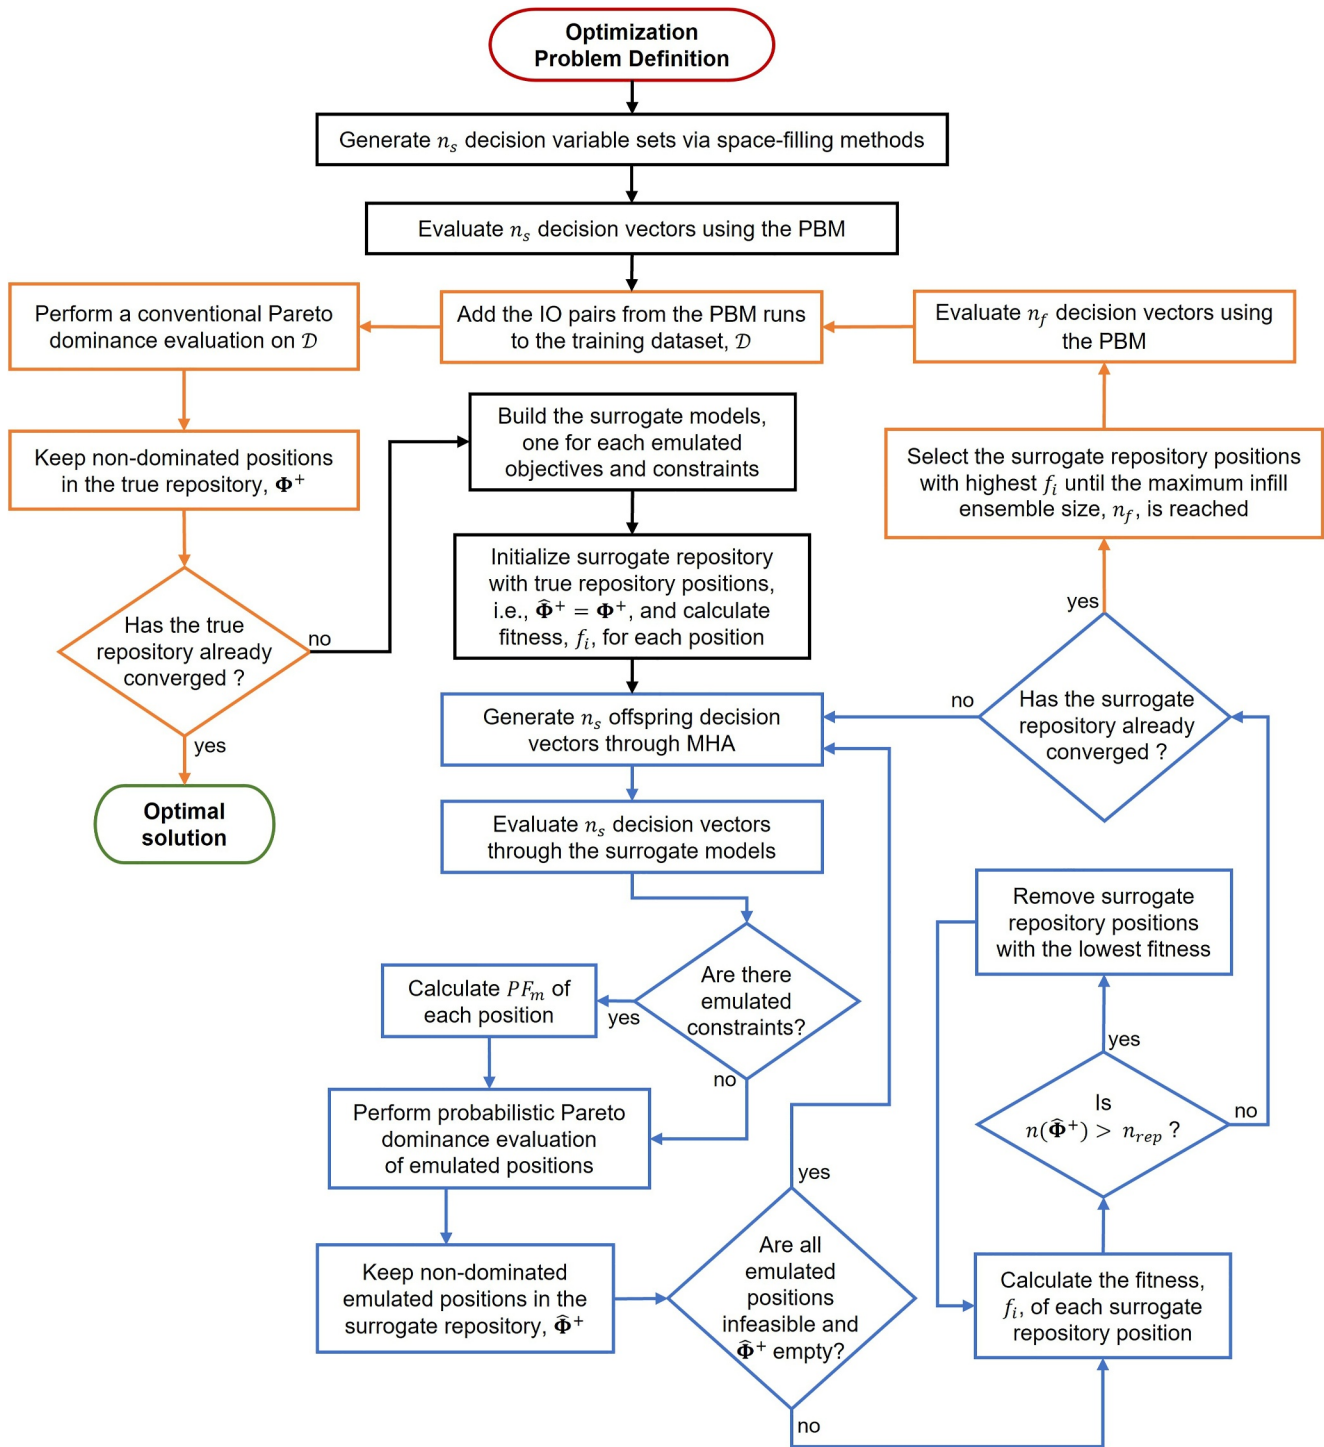 Optimization
Problem Definition
Generate nₛ decision variable sets via space-filling methods
Evaluate nₛ decision vectors using the PBM
Perform a conventional Pareto
dominance evaluation on 𝒟
Add the IO pairs from the PBM runs
to the training dataset, 𝒟
Evaluate n_f decision vectors using
the PBM
Keep non-dominated positions
in the true repository, 𝚽⁺
Build the surrogate models,
one for each emulated
objectives and constraints
Select the surrogate repository positions
with highest fᵢ until the maximum infill
ensemble size, n_f, is reached
Has the true
repository already
converged ?
no
yes
Optimal
solution
Initialize surrogate repository
with true repository positions,
i.e., 𝚽̂⁺ = 𝚽⁺, and calculate
fitness, fᵢ, for each position
Generate nₛ offspring decision
vectors through MHA
yes
no
Has the surrogate
repository already
converged ?
Evaluate nₛ decision vectors
through the surrogate models
Are there
emulated
constraints?
yes
no
Calculate PFₘ of
each position
Perform probabilistic Pareto
dominance evaluation
of emulated positions
Keep non-dominated
emulated positions in the
surrogate repository, 𝚽̂⁺
Are all
emulated
positions
infeasible and
𝚽̂⁺ empty?
yes
no
Remove surrogate
repository positions
with the lowest fitness
yes
Is
n(𝚽̂⁺) > n_rep ?
no
Calculate the fitness,
fᵢ, of each surrogate
repository position